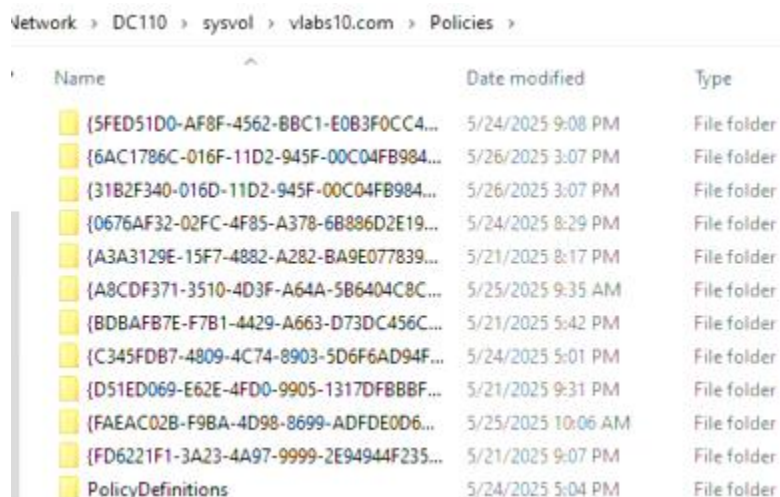 Network > DC110 > sysvol > vlabs10.com > Policies >
Name Date modified Type
{5FED51D0-AF8F-4562-BBC1-E0B3F0CC4... 5/24/2025 9:08 PM File folder
{6AC1786C-016F-11D2-945F-00C04FB984... 5/26/2025 3:07 PM File folder
{31B2F340-016D-11D2-945F-00C04FB984... 5/26/2025 3:07 PM File folder
{0676AF32-02FC-4F85-A378-6B886D2E19... 5/24/2025 8:29 PM File folder
{A3A3129E-15F7-4882-A282-BA9E077839... 5/21/2025 8:17 PM File folder
{A8CDF371-3510-4D3F-A64A-5B6404C8C... 5/25/2025 9:35 AM File folder
{BDBAFB7E-F7B1-4429-A663-D73DC456C... 5/21/2025 5:42 PM File folder
{C345FDB7-4809-4C74-8903-5D6F6AD94F... 5/24/2025 5:01 PM File folder
{D51ED069-E62E-4FD0-9905-1317DFBBBF... 5/21/2025 9:31 PM File folder
{FAEAC02B-F9BA-4D98-8699-ADFDE0D6... 5/25/2025 10:06 AM File folder
{FD6221F1-3A23-4A97-9999-2E94944F235... 5/21/2025 9:07 PM File folder
PolicyDefinitions 5/24/2025 5:04 PM File folder